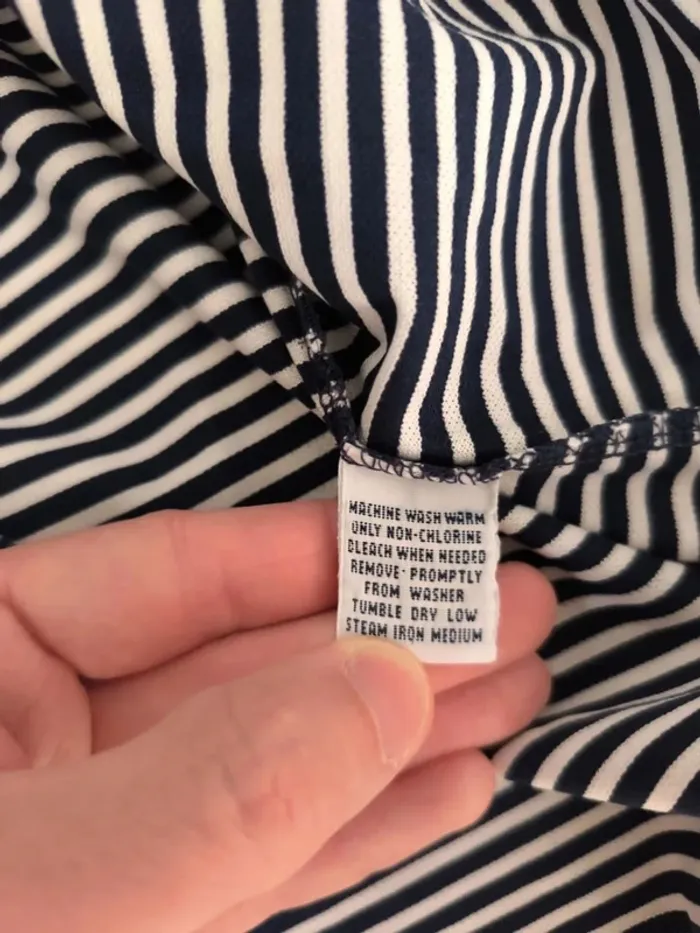 MACHINE WASH WARM
ONLY NON-CHLORINE
BLEACH WHEN NEEDED
REMOVE· PROMPTLY
FROM WASHER
TUMBLE DRY LOW
STEAM IRON MEDIUM